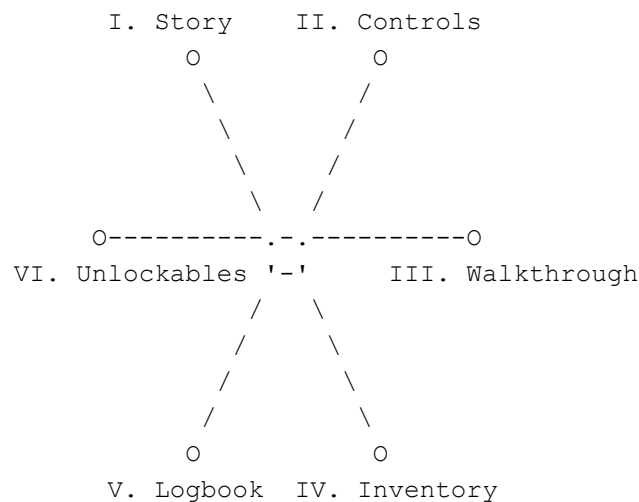 I. Story II. Controls
O O
\ /
\ /
\ /
\ /
O----------.-.----------O
VI. Unlockables '-' III. Walkthrough
/ \
/ \
/ \
/ \
O O
V. Logbook IV. Inventory